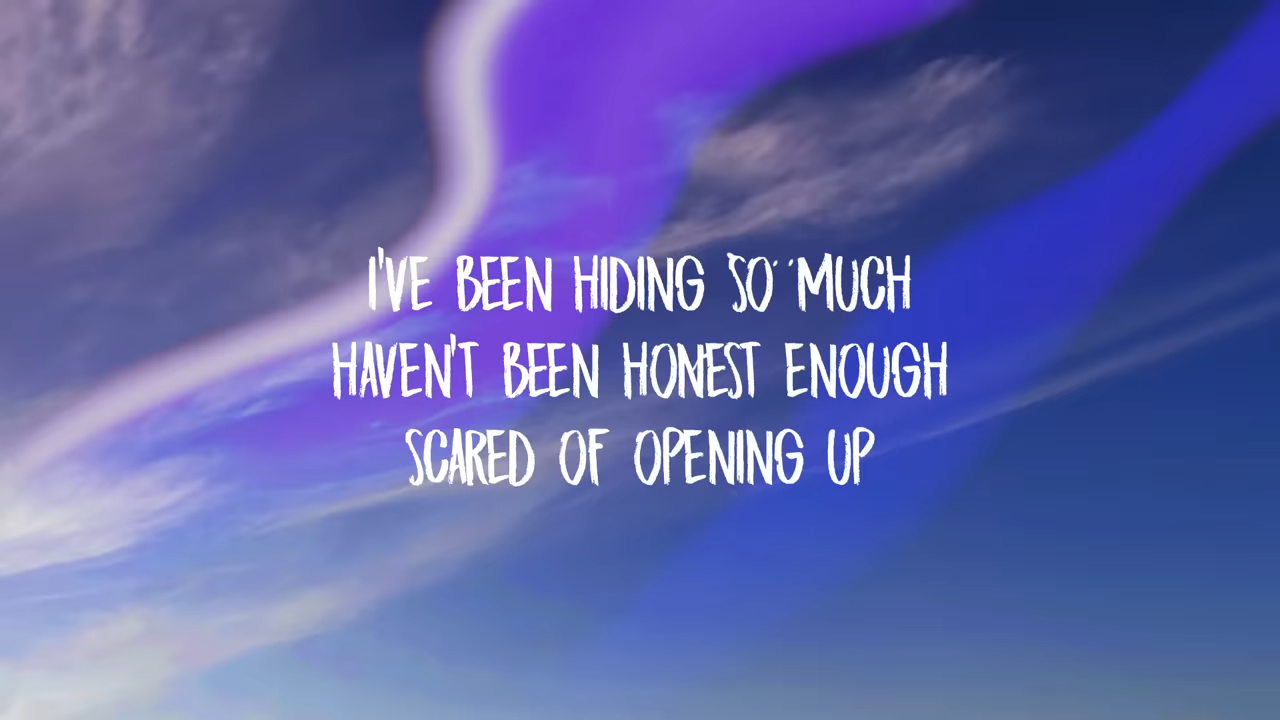 I'VE BEEN HIDING SO´´MUCH
HAVEN'T BEEN HONEST ENOUGH
SCARED OF OPENING UP